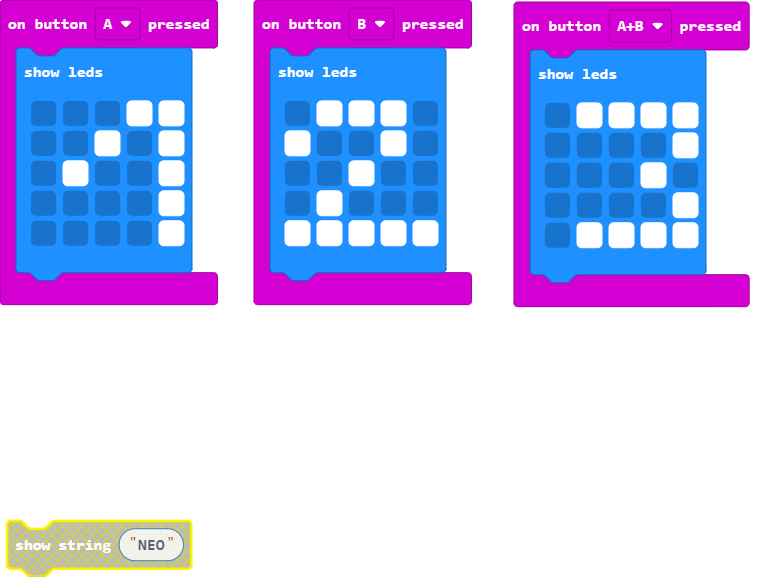 on button A pressed
show leds
on button B pressed
show leds
on button A+B pressed
show leds
show string "NEO"